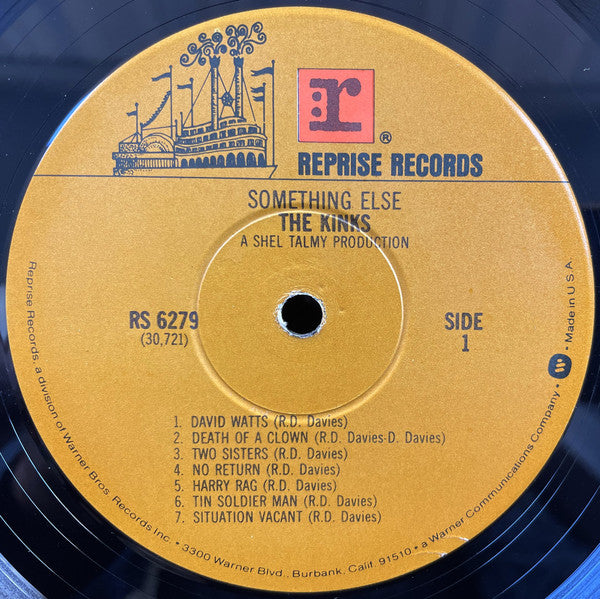 r
®
REPRISE RECORDS
SOMETHING ELSE
THE KINKS
A SHEL TALMY PRODUCTION
RS 6279
(30,721)
SIDE
1
1. DAVID WATTS (R.D. Davies)
2. DEATH OF A CLOWN (R.D. Davies-D. Davies)
3. TWO SISTERS (R.D. Davies)
4. NO RETURN (R.D. Davies)
5. HARRY RAG (R.D. Davies)
6. TIN SOLDIER MAN (R.D. Davies)
7. SITUATION VACANT (R.D. Davies)
Reprise Records, a division of Warner Bros. Records Inc. • 3300 Warner Blvd., Burbank, Calif. 91510 • a Warner Communications Company • Made in U.S.A.